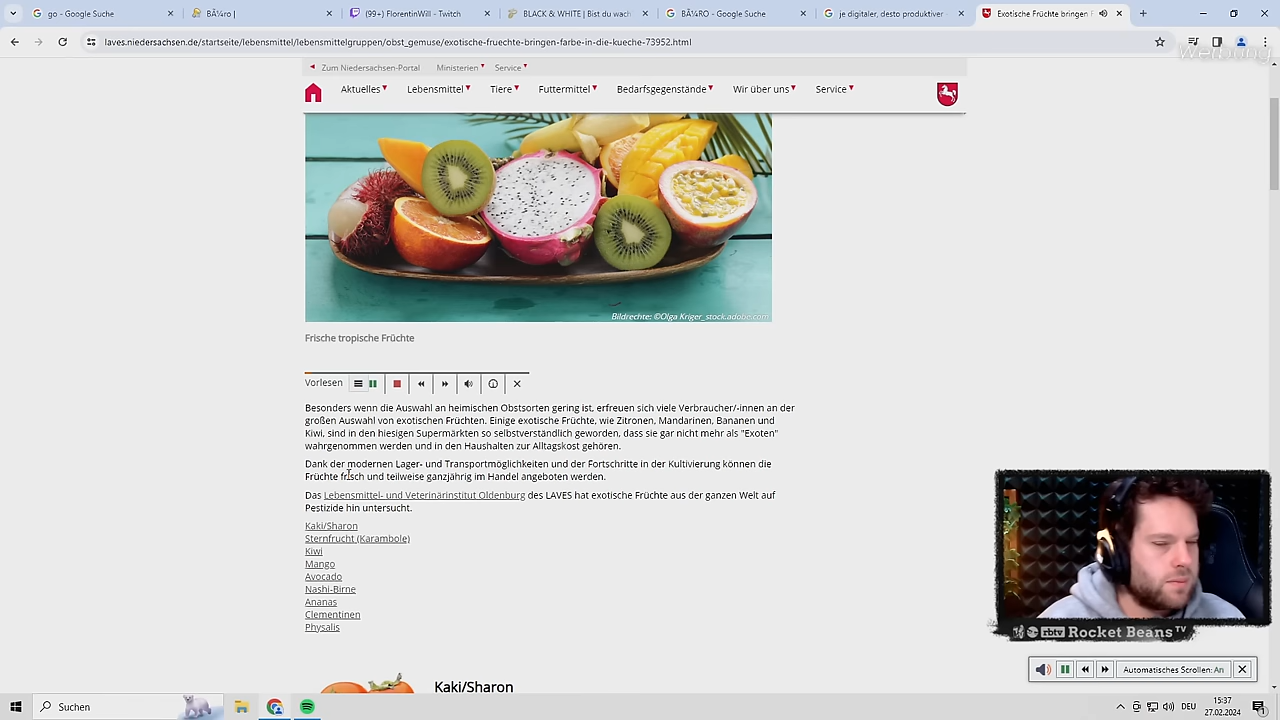 go - Google Suche
BÃ¼ro |
(99+) FlorentinWill - Twitch
BLACK & WHITE | Bist du wach
BÃ¼RO - Google Suche
je digitaler, desto produktiver
Exotische Früchte bringen F
laves.niedersachsen.de/startseite/lebensmittel/lebensmittelgruppen/obst_gemuse/exotische-fruechte-bringen-farbe-in-die-kueche-73952.html
Werbung
Zum Niedersachsen-Portal Ministerien Service
Aktuelles Lebensmittel Tiere Futtermittel Bedarfsgegenstände Wir über uns Service
Bildrechte: ©Olga Kriger_stock.adobe.com
Frische tropische Früchte
Vorlesen
Besonders wenn die Auswahl an heimischen Obstsorten gering ist, erfreuen sich viele Verbraucher/-innen an der
großen Auswahl von exotischen Früchten. Einige exotische Früchte, wie Zitronen, Mandarinen, Bananen und
Kiwi, sind in den hiesigen Supermärkten so selbstverständlich geworden, dass sie gar nicht mehr als "Exoten"
wahrgenommen werden und in den Haushalten zur Alltagskost gehören.
Dank der modernen Lager- und Transportmöglichkeiten und der Fortschritte in der Kultivierung können die
Früchte frisch und teilweise ganzjährig im Handel angeboten werden.
Das Lebensmittel- und Veterinärinstitut Oldenburg des LAVES hat exotische Früchte aus der ganzen Welt auf
Pestizide hin untersucht.
Kaki/Sharon
Sternfrucht (Karambole)
Kiwi
Mango
Avocado
Nashi-Birne
Ananas
Clementinen
Physalis
rbtv Rocket Beans TV
Automatisches Scrollen: An
Kaki/Sharon
Suchen
DEU
15:37
27.02.2024